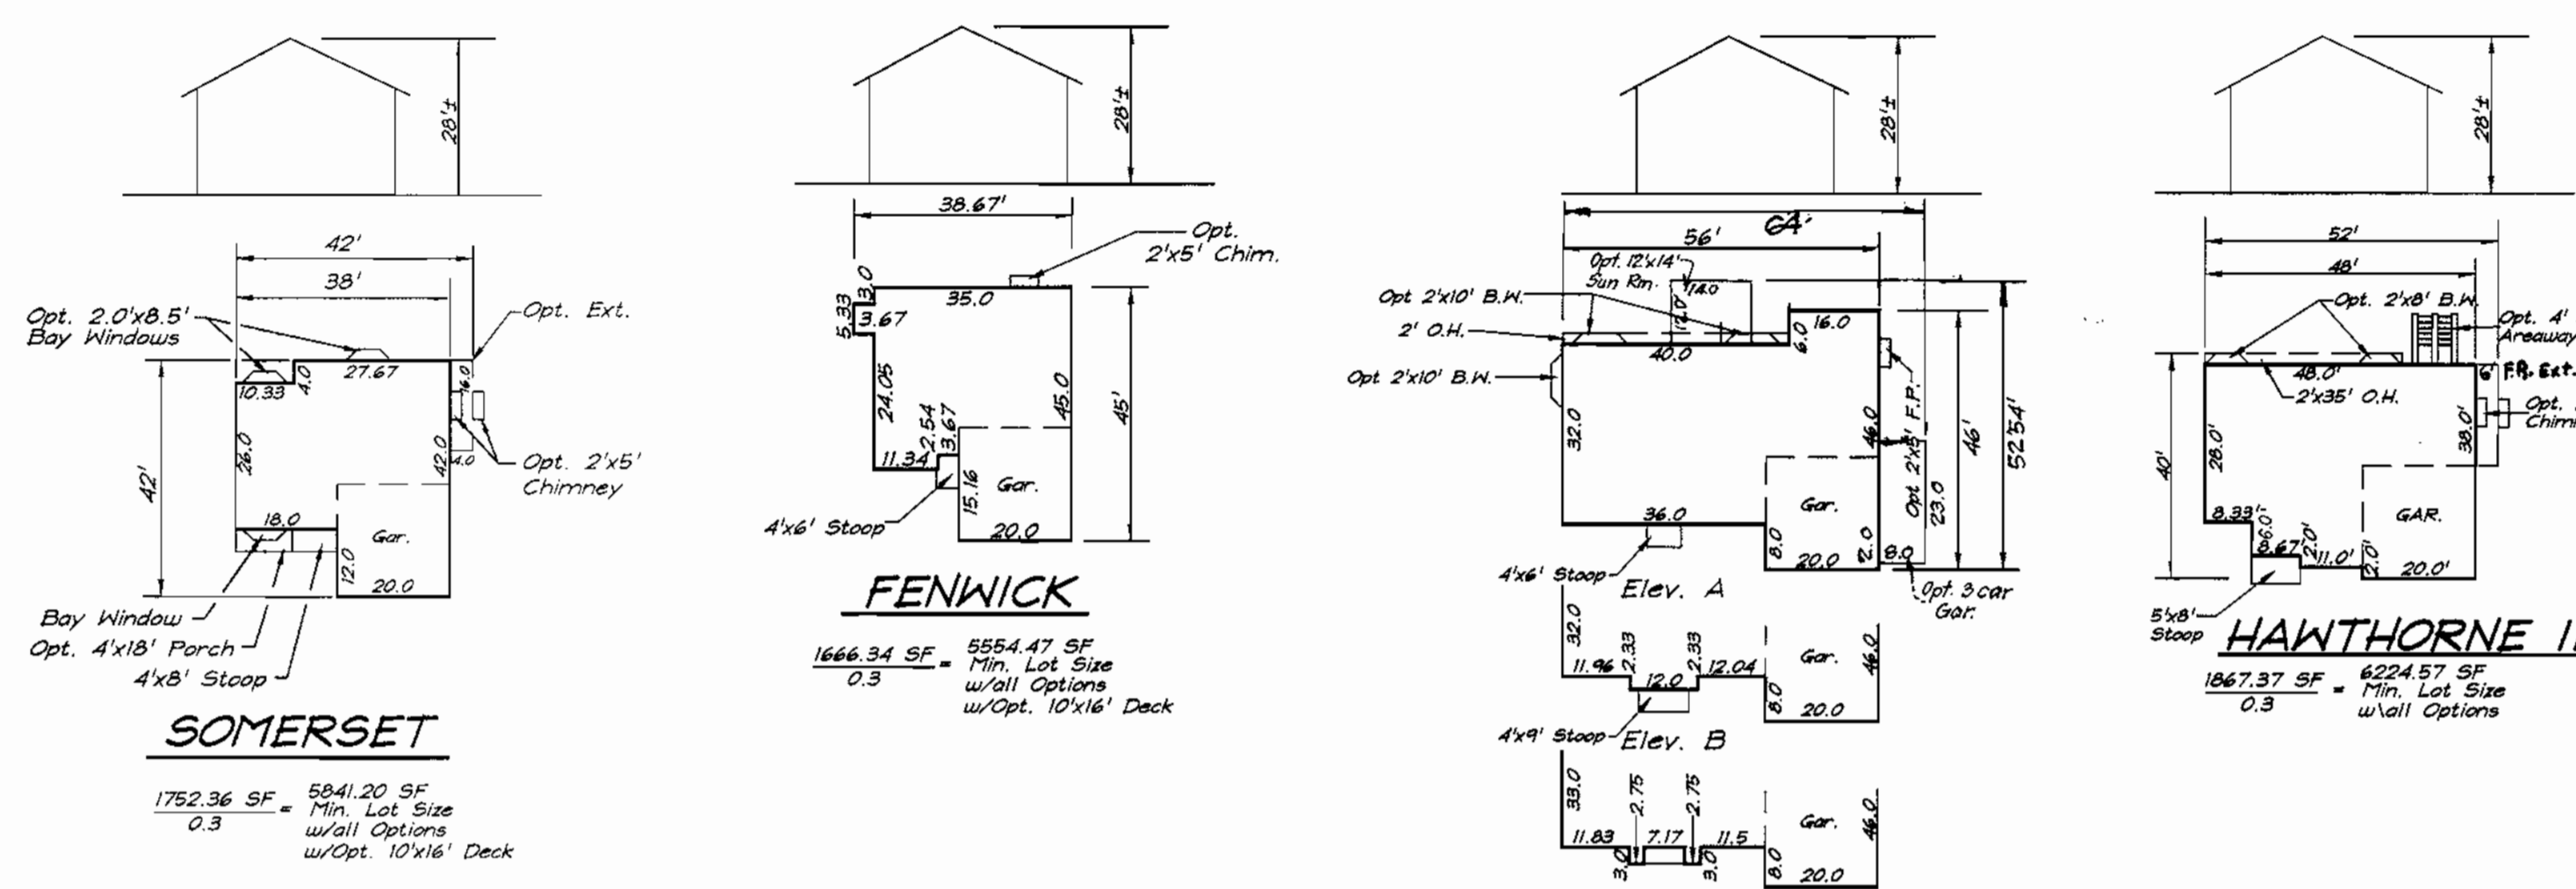 28'±
42'
38'
Opt. 2.0'x8.5'
Bay Windows
Opt. Ext.
10.33
4.0
27.67
16.0
26.0
42.0
4.0
42'
Opt. 2'x5'
Chimney
18.0
Gar.
12.0
20.0
Bay Window
Opt. 4'x18' Porch
4'x8' Stoop
SOMERSET
1752.36 SF = 5841.20 SF
0.3
Min. Lot Size
w/all Options
w/Opt. 10'x16' Deck
28'±
38.67'
Opt.
2'x5' Chim.
3.0
35.0
5.33
3.67
24.05
2.54
3.67
45.0
45'
11.34
15.16
Gar.
4'x6' Stoop
20.0
FENWICK
1666.34 SF = 5554.47 SF
0.3
Min. Lot Size
w/all Options
w/Opt. 10'x16' Deck
28'±
64'
56'
Opt. 12'x14'
Sun Rm.
14.0
12.0
Opt 2'x10' B.W.
2' O.H.
16.0
6.0
40.0
Opt 2'x10' B.W.
32.0
46.0
Opt 2'x5' F.P.
46'
52'54'
23.0
36.0
Gar.
8.0
20.0
2.0
8.0
4'x6' Stoop
Elev. A
Opt. 3 car
Gar.
32.0
2.33
2.33
11.96
12.0
12.04
Gar.
46.0
8.0
20.0
4'x9' Stoop
Elev. B
33.0
2.75
2.75
11.83
7.17
11.5
3.0
3.0
Gar.
46.0
8.0
20.0
28'±
52'
48'
Opt. 2'x8' B.W.
Opt. 4'
Areaway
48.0'
6'
F.R. Ext.
2'x35' O.H.
Opt.
28.0'
38.0'
40'
8.33'
6.0'
8.67'
2.0'
11.0'
2.0'
GAR.
20.0'
5'x8'
Stoop
HAWTHORNE
1867.37 SF = 6224.57 SF
0.3
Min. Lot Size
w\all Options